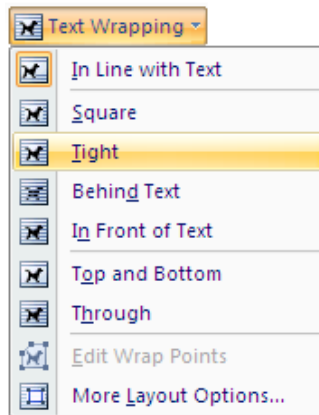 Text Wrapping
In Line with Text
Square
Tight
Behind Text
In Front of Text
Top and Bottom
Through
Edit Wrap Points
More Layout Options...